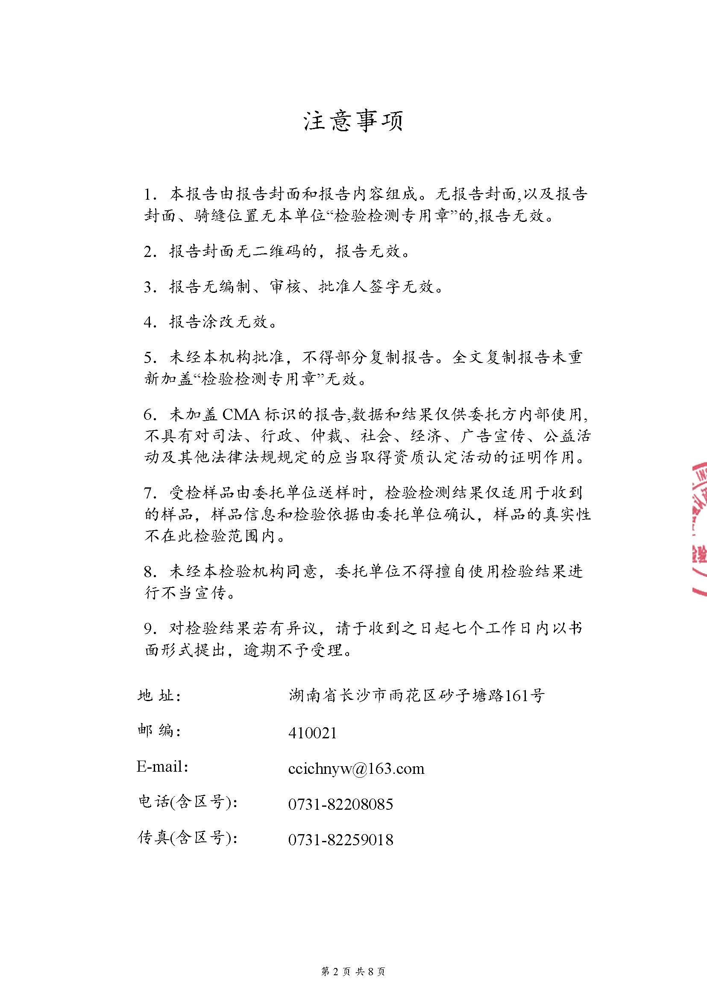 注意事项
1. 本报告由报告封面和报告内容组成。无报告封面,以及报告
封面、骑缝位置无本单位“检验检测专用章”的,报告无效。
2. 报告封面无二维码的，报告无效。
3. 报告无编制、审核、批准人签字无效。
4. 报告涂改无效。
5. 未经本机构批准，不得部分复制报告。全文复制报告未重
新加盖“检验检测专用章”无效。
6. 未加盖 CMA 标识的报告,数据和结果仅供委托方内部使用,
不具有对司法、行政、仲裁、社会、经济、广告宣传、公益活
动及其他法律法规规定的应当取得资质认定活动的证明作用。
7. 受检样品由委托单位送样时，检验检测结果仅适用于收到
的样品，样品信息和检验依据由委托单位确认，样品的真实性
不在此检验范围内。
8. 未经本检验机构同意，委托单位不得擅自使用检验结果进
行不当宣传。
9. 对检验结果若有异议，请于收到之日起七个工作日内以书
面形式提出，逾期不予受理。
地 址： 湖南省长沙市雨花区砂子塘路161号
邮 编： 410021
E-mail： ccichnyw@163.com
电话(含区号)： 0731-82208085
传真(含区号)： 0731-82259018
第 2 页 共 8 页